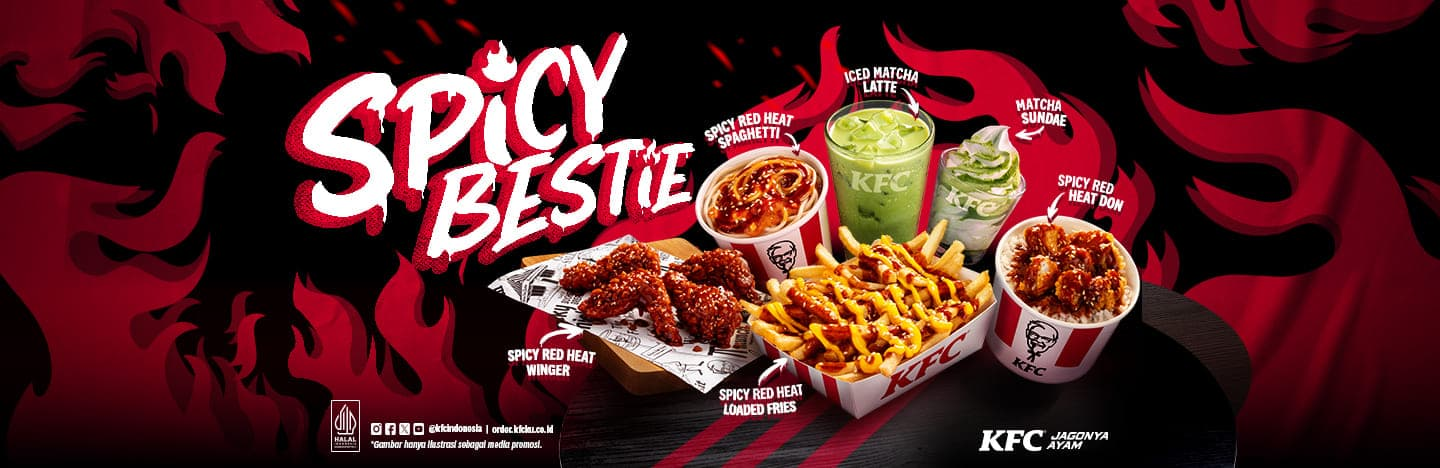 SPiCY
BESTiE
SPICY RED HEAT
SPAGHETTI
ICED MATCHA
LATTE
MATCHA
SUNDAE
SPICY RED
HEAT DON
KFC
KFC
KFC
KFC
SPICY RED HEAT
WINGER
SPICY RED HEAT
LOADED FRIES
HALAL
INDONESIA
@kfcindonesia | order.kfcku.co.id
*Gambar hanya ilustrasi sebagai media promosi.
KFC JAGONYA
AYAM